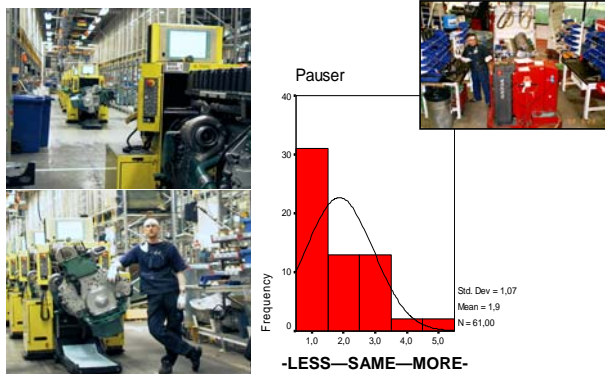 Pauser
40
30
20
10
0
Frequency
1,0 2,0 3,0 4,0 5,0
Std. Dev = 1,07
Mean = 1,9
N = 61,00
-LESS—SAME—MORE-